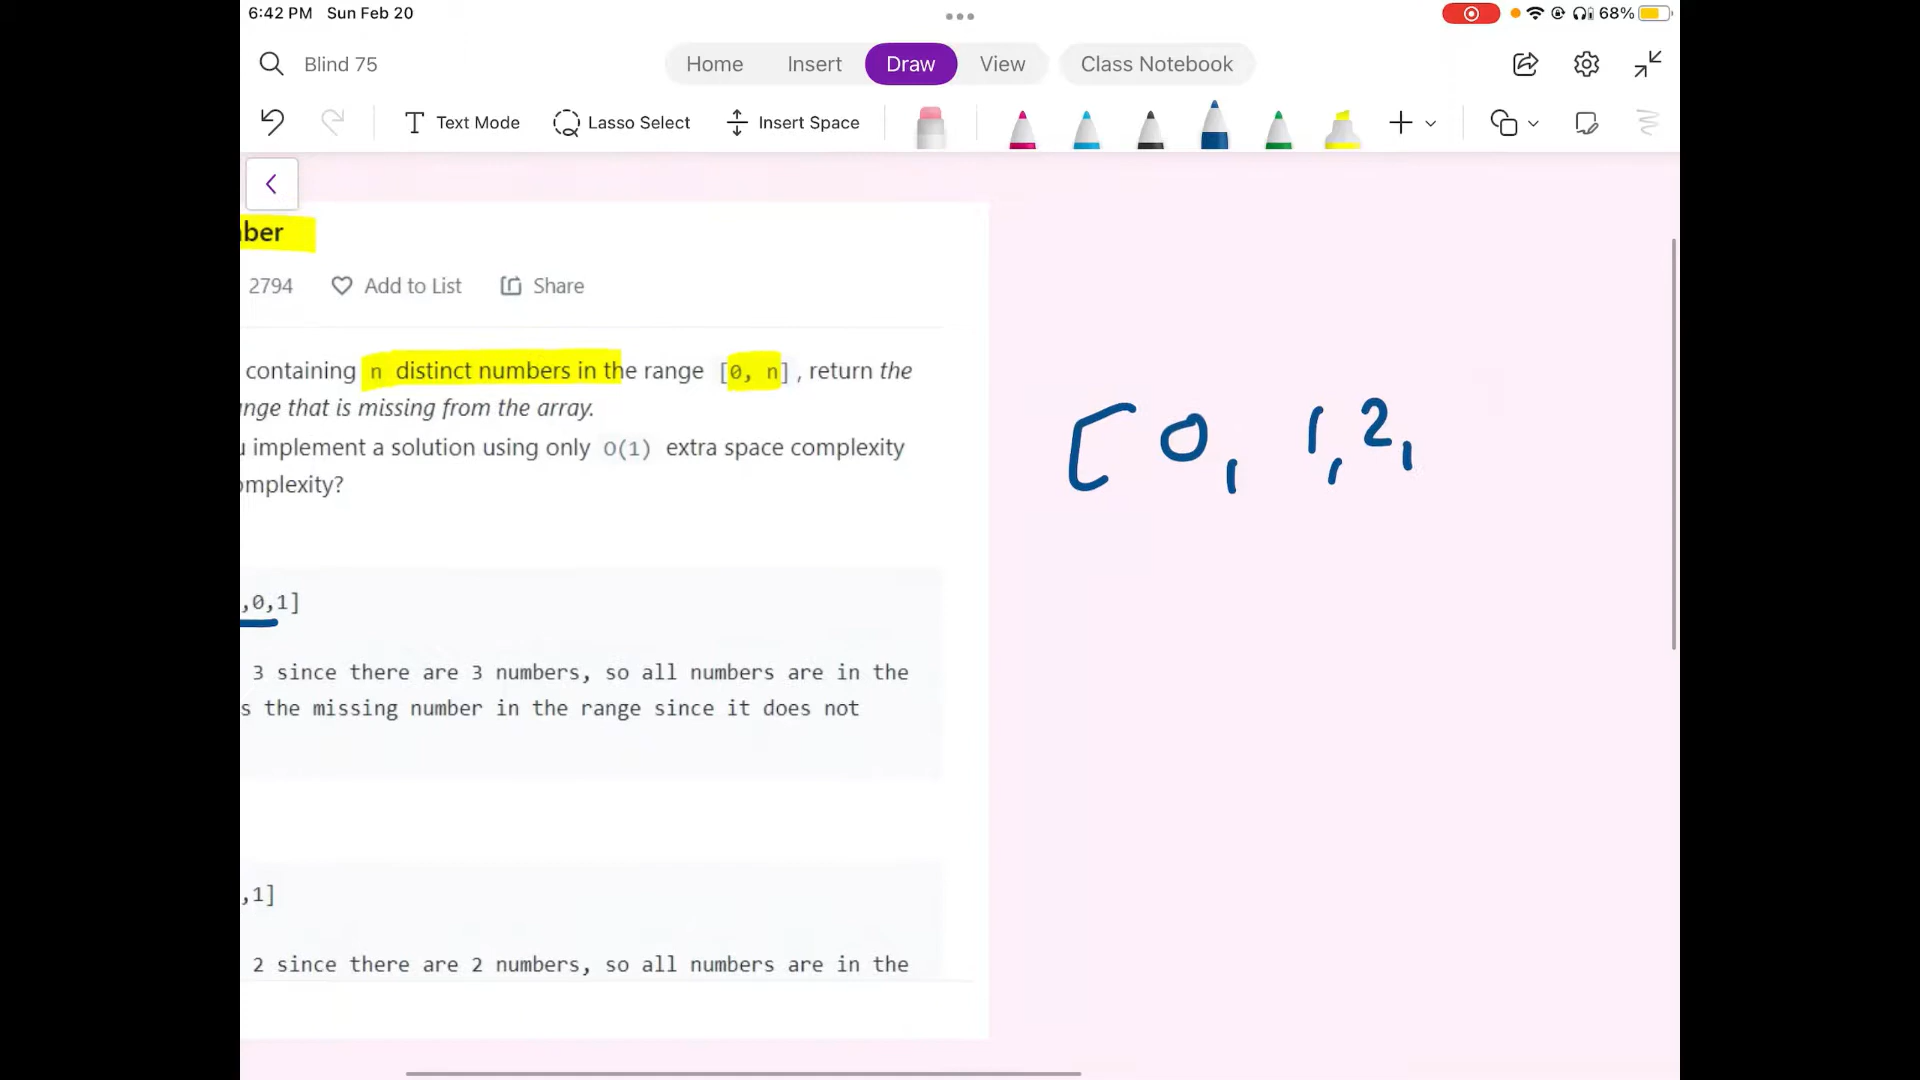 6:42 PM Sun Feb 20
68%
Blind 75
Home Insert Draw View Class Notebook
Text Mode Lasso Select Insert Space
ber
2794 Add to List Share
containing n distinct numbers in the range [0, n], return the
nge that is missing from the array.
u implement a solution using only O(1) extra space complexity
omplexity?
,0,1]
3 since there are 3 numbers, so all numbers are in the
s the missing number in the range since it does not
,1]
2 since there are 2 numbers, so all numbers are in the
[ 0, 1, 2,